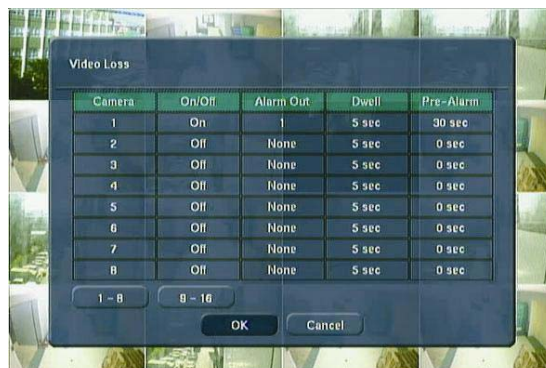 Video Loss
Camera On/Off Alarm Out Dwell Pre-Alarm
1 On 1 5 sec 30 sec
2 Off None 5 sec 0 sec
3 Off None 5 sec 0 sec
4 Off None 5 sec 0 sec
5 Off None 5 sec 0 sec
6 Off None 5 sec 0 sec
7 Off None 5 sec 0 sec
8 Off None 5 sec 0 sec
1 - 8 9 - 16
OK Cancel